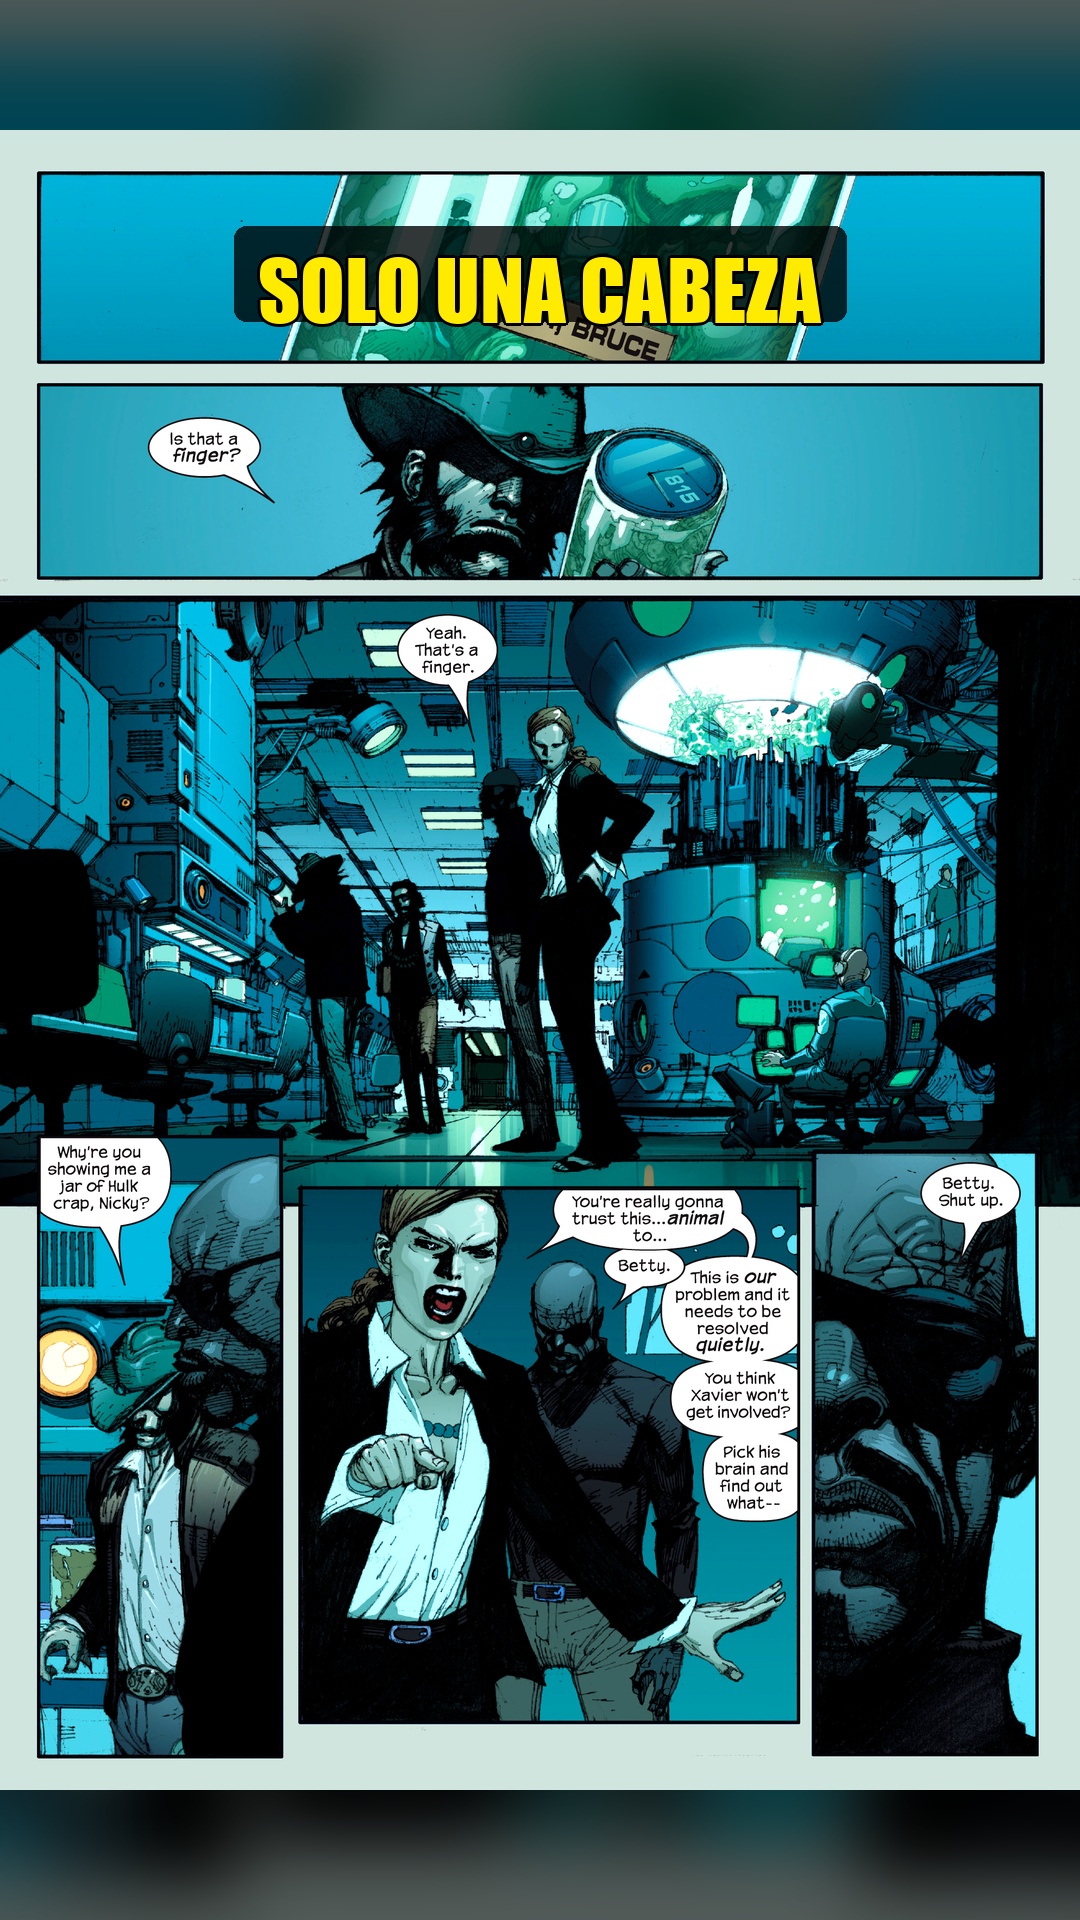 SOLO UNA CABEZA
BRUCE
Is that a
finger?
815
Yeah.
That's a
finger.
Why're you
showing me a
jar of Hulk
crap, Nicky?
You're really gonna
trust this...animal
to...
Betty.
This is our
problem and it
needs to be
resolved
quietly.
You think
Xavier won't
get involved?
Pick his
brain and
find out
what--
Betty.
Shut up.